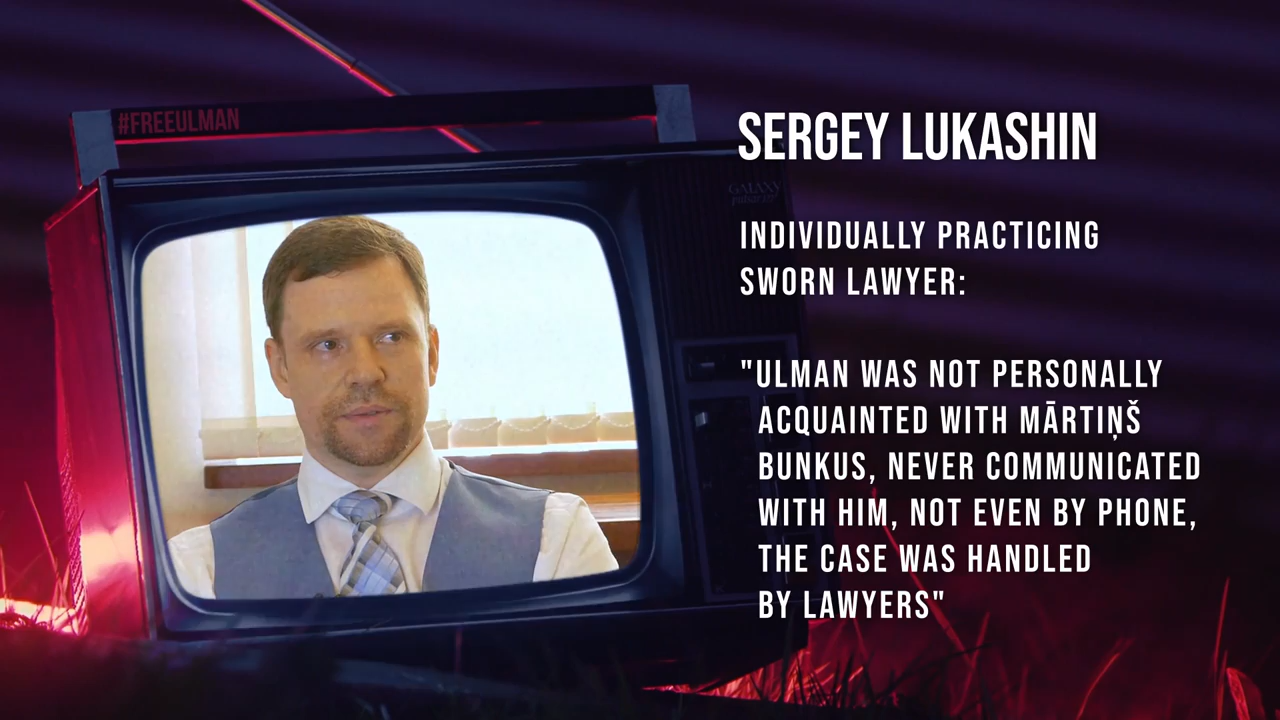 #FREEULMAN
SERGEY LUKASHIN
GALAXY
INDIVIDUALLY PRACTICING
SWORN LAWYER:
"ULMAN WAS NOT PERSONALLY
ACQUAINTED WITH MĀRTIŅŠ
BUNKUS, NEVER COMMUNICATED
WITH HIM, NOT EVEN BY PHONE,
THE CASE WAS HANDLED
BY LAWYERS"